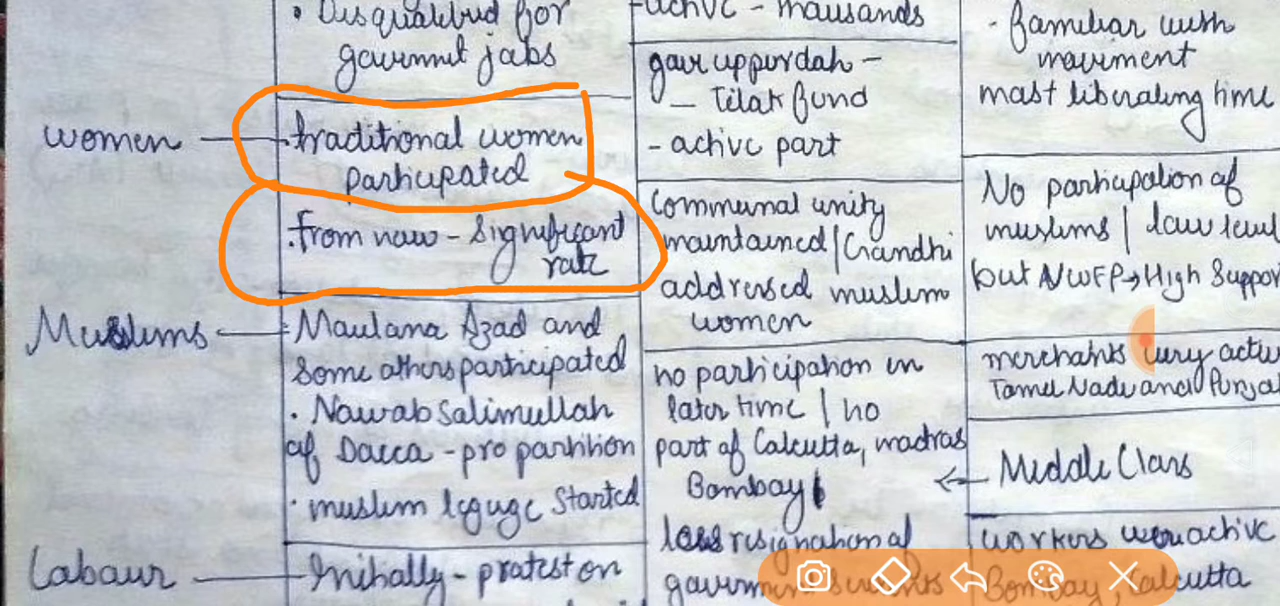 Disqualified for
government jobs
women
• traditional women
participated
• from now - Significant
rate
Muslims
Maulana Azad and
Some others participated
• Nawab Salimullah
of Dacca - pro partition
• muslim league started
Labour
Initially - protest on
active - thousands
gave up purdah -
- Tilak fund
- active part
Communal unity
maintained / Gandhi
addressed muslim
women
no participation in
later time / no
part of Calcutta, madras
Bombay
less resignation of
government servants
- familiar with
movement
most liberating time
No participation of
muslims / low level
but NWFP → High Support
merchants very active
Tamil Nadu and Punjab
← Middle Class
workers were active
Bombay, Calcutta